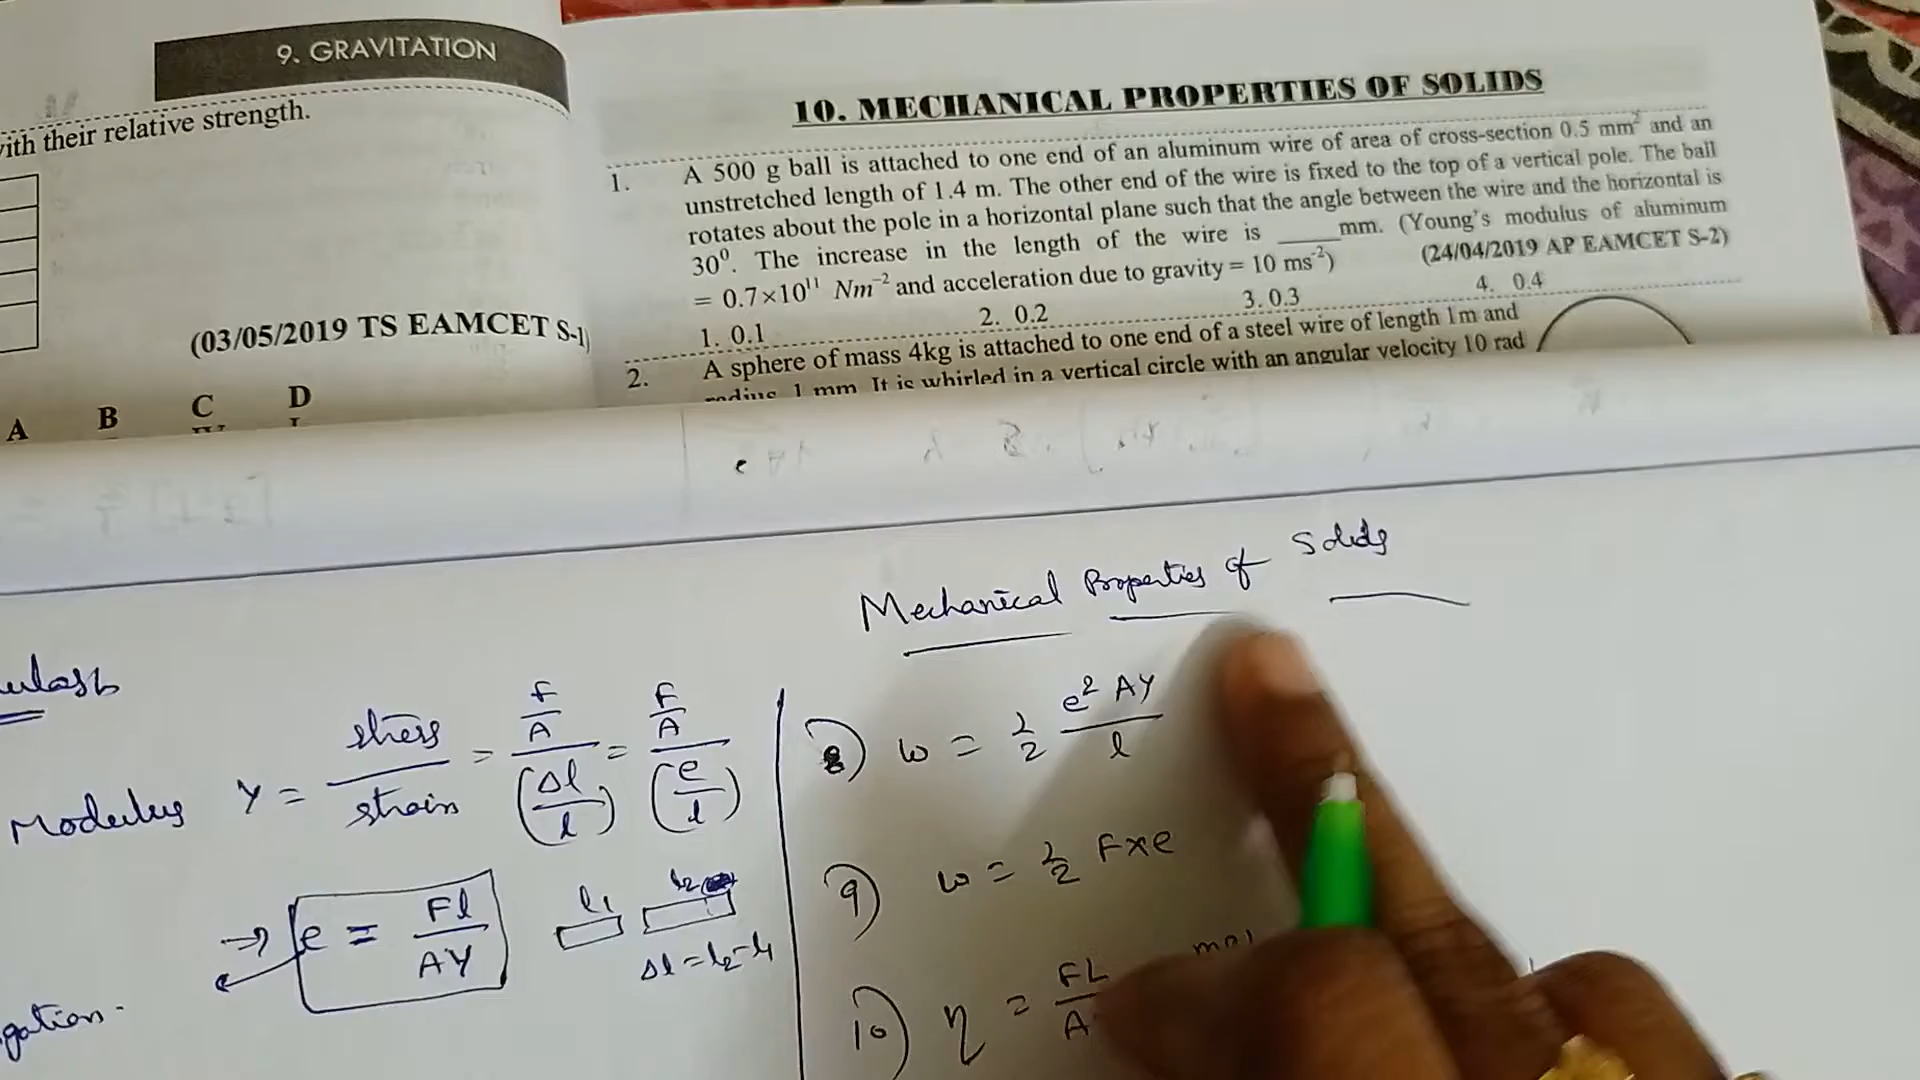 9. GRAVITATION
with their relative strength.
(03/05/2019 TS EAMCET S-1)
A B C D
10. MECHANICAL PROPERTIES OF SOLIDS
1. A 500 g ball is attached to one end of an aluminum wire of area of cross-section 0.5 mm² and an
unstretched length of 1.4 m. The other end of the wire is fixed to the top of a vertical pole. The ball
rotates about the pole in a horizontal plane such that the angle between the wire and the horizontal is
30⁰. The increase in the length of the wire is ____mm. (Young's modulus of aluminum
= 0.7×10¹¹ Nm⁻² and acceleration due to gravity = 10 ms⁻²) (24/04/2019 AP EAMCET S-2)
1. 0.1 2. 0.2 3. 0.3 4. 0.4
2. A sphere of mass 4kg is attached to one end of a steel wire of length 1m and
radius 1 mm. It is whirled in a vertical circle with an angular velocity 10 rad
Mechanical Properties of Solids
Modulus Y = stress/strain = (F/A)/(Δl/l) = (F/A)/(e/l)
→ e = Fl/AY
l₁ l₂
Δl = l₂-l₁
8) W = 1/2 e² AY/l
9) W = 1/2 F×e
10) η = FL/A